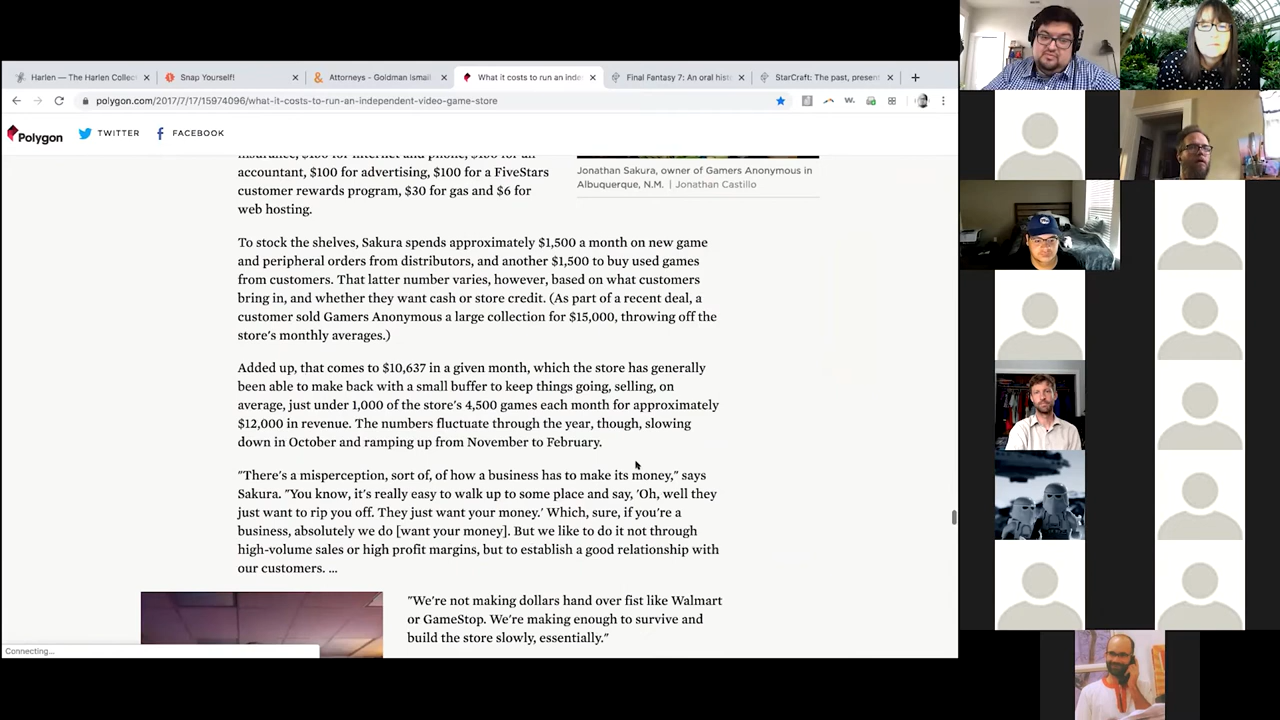 Harlen — The Harlen Collec
Snap Yourself!
Attorneys - Goldman Ismail
What it costs to run an inde
Final Fantasy 7: An oral hist
StarCraft: The past, present
polygon.com/2017/7/17/15974096/what-it-costs-to-run-an-independent-video-game-store
Polygon TWITTER FACEBOOK
accountant, $100 for advertising, $100 for a FiveStars
customer rewards program, $30 for gas and $6 for
web hosting.
Jonathan Sakura, owner of Gamers Anonymous in
Albuquerque, N.M. | Jonathan Castillo
To stock the shelves, Sakura spends approximately $1,500 a month on new game
and peripheral orders from distributors, and another $1,500 to buy used games
from customers. That latter number varies, however, based on what customers
bring in, and whether they want cash or store credit. (As part of a recent deal, a
customer sold Gamers Anonymous a large collection for $15,000, throwing off the
store's monthly averages.)
Added up, that comes to $10,637 in a given month, which the store has generally
been able to make back with a small buffer to keep things going, selling, on
average, just under 1,000 of the store's 4,500 games each month for approximately
$12,000 in revenue. The numbers fluctuate through the year, though, slowing
down in October and ramping up from November to February.
"There's a misperception, sort of, of how a business has to make its money," says
Sakura. "You know, it's really easy to walk up to some place and say, 'Oh, well they
just want to rip you off. They just want your money.' Which, sure, if you're a
business, absolutely we do [want your money]. But we like to do it not through
high-volume sales or high profit margins, but to establish a good relationship with
our customers. ...
"We're not making dollars hand over fist like Walmart
or GameStop. We're making enough to survive and
build the store slowly, essentially."
Connecting...